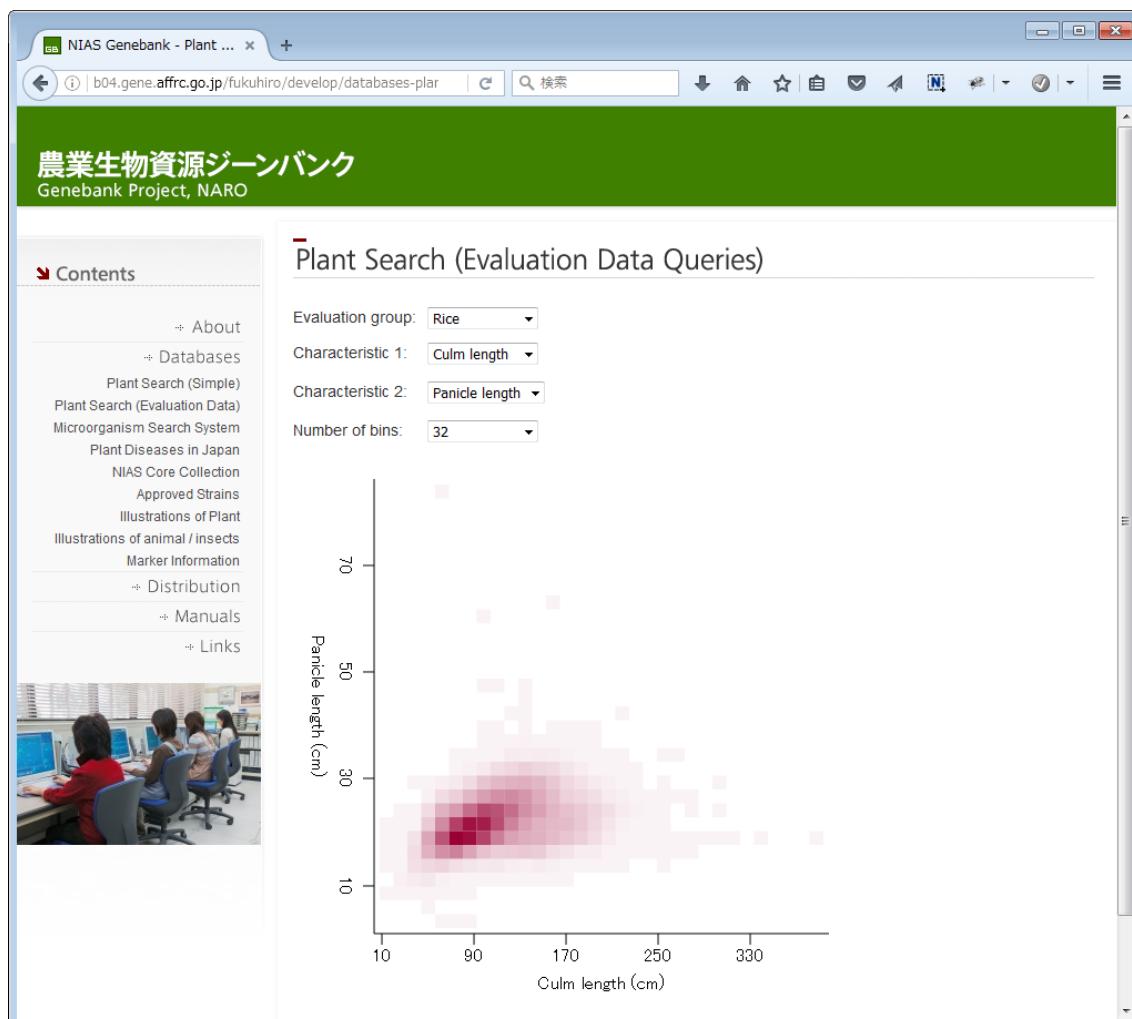 NIAS Genebank - Plant ...
b04.gene.affrc.go.jp/fukuhiro/develop/databases-plar
検索
農業生物資源ジーンバンク
Genebank Project, NARO
Contents
About
Databases
Plant Search (Simple)
Plant Search (Evaluation Data)
Microorganism Search System
Plant Diseases in Japan
NIAS Core Collection
Approved Strains
Illustrations of Plant
Illustrations of animal / insects
Marker Information
Distribution
Manuals
Links
Plant Search (Evaluation Data Queries)
Evaluation group: Rice
Characteristic 1: Culm length
Characteristic 2: Panicle length
Number of bins: 32
Panicle length (cm)
70
50
30
10
10 90 170 250 330
Culm length (cm)